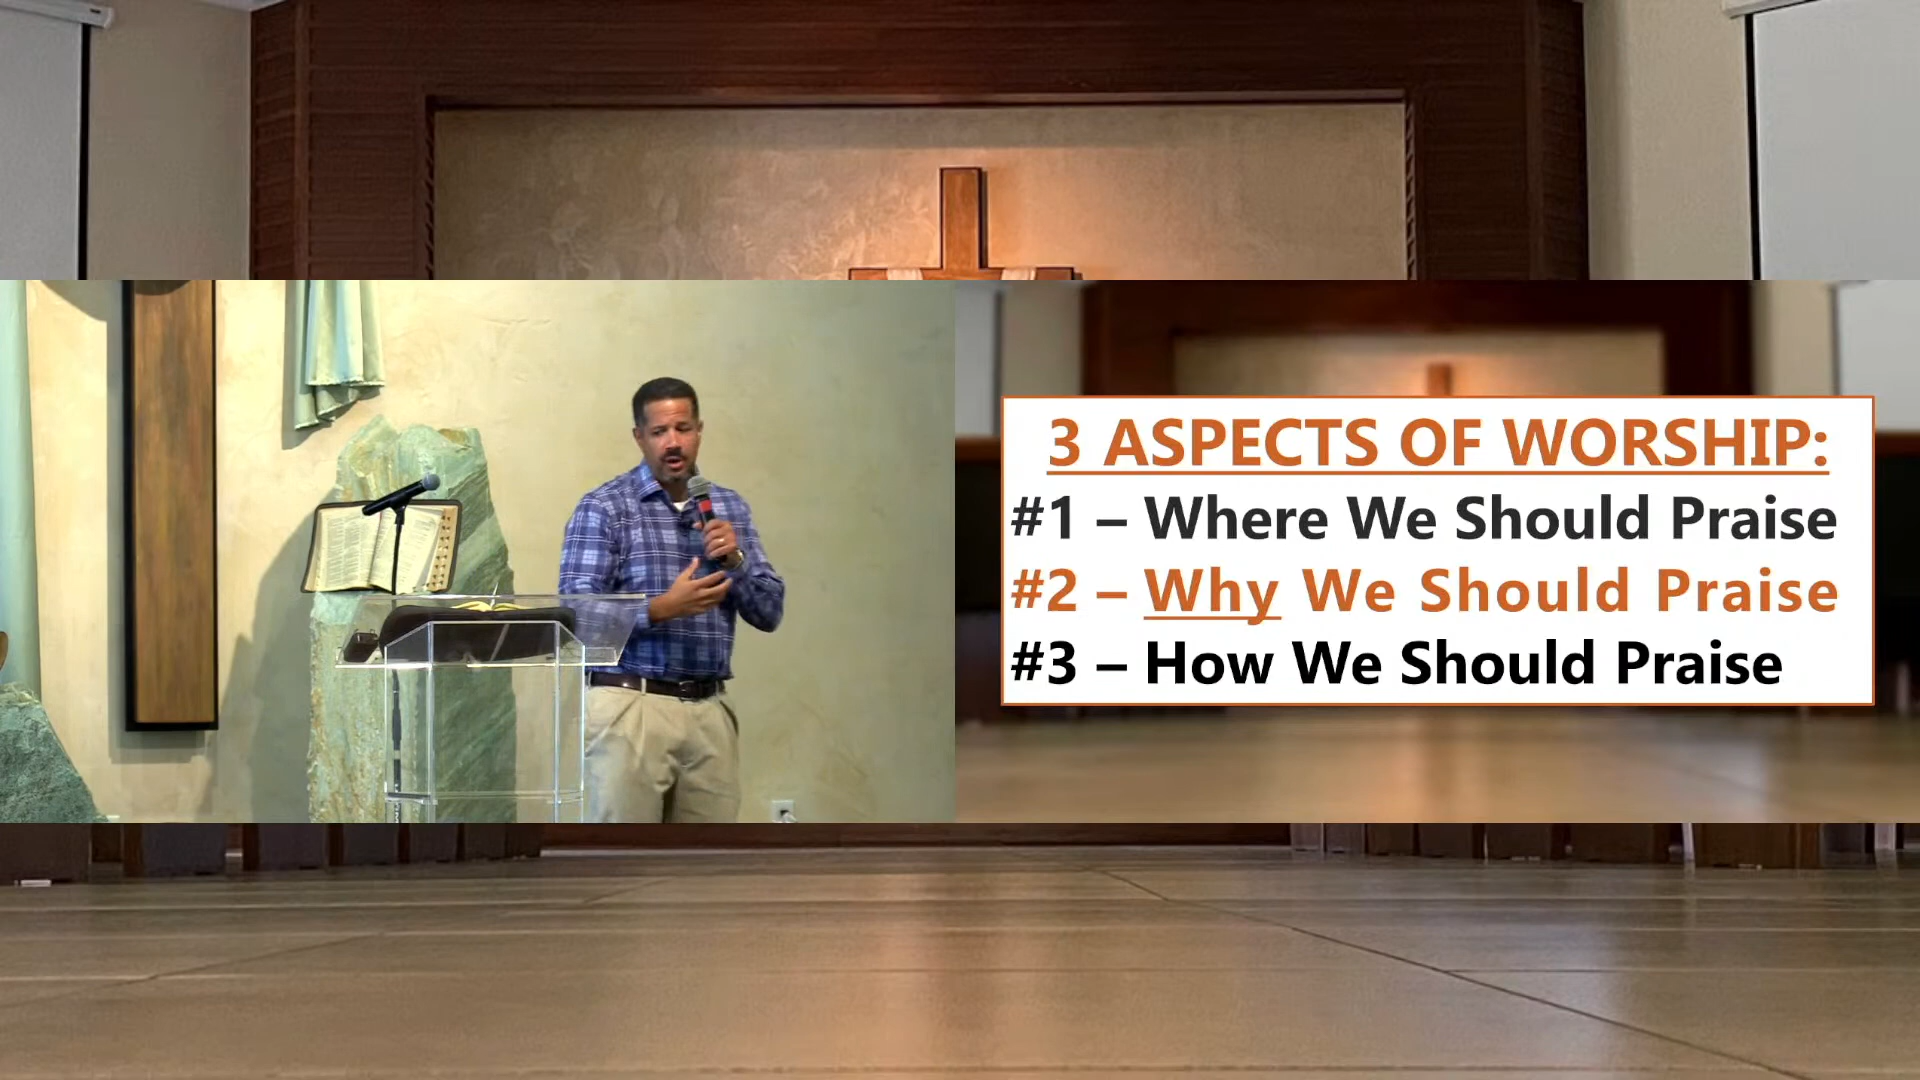 3 ASPECTS OF WORSHIP:
#1 – Where We Should Praise
#2 – Why We Should Praise
#3 – How We Should Praise